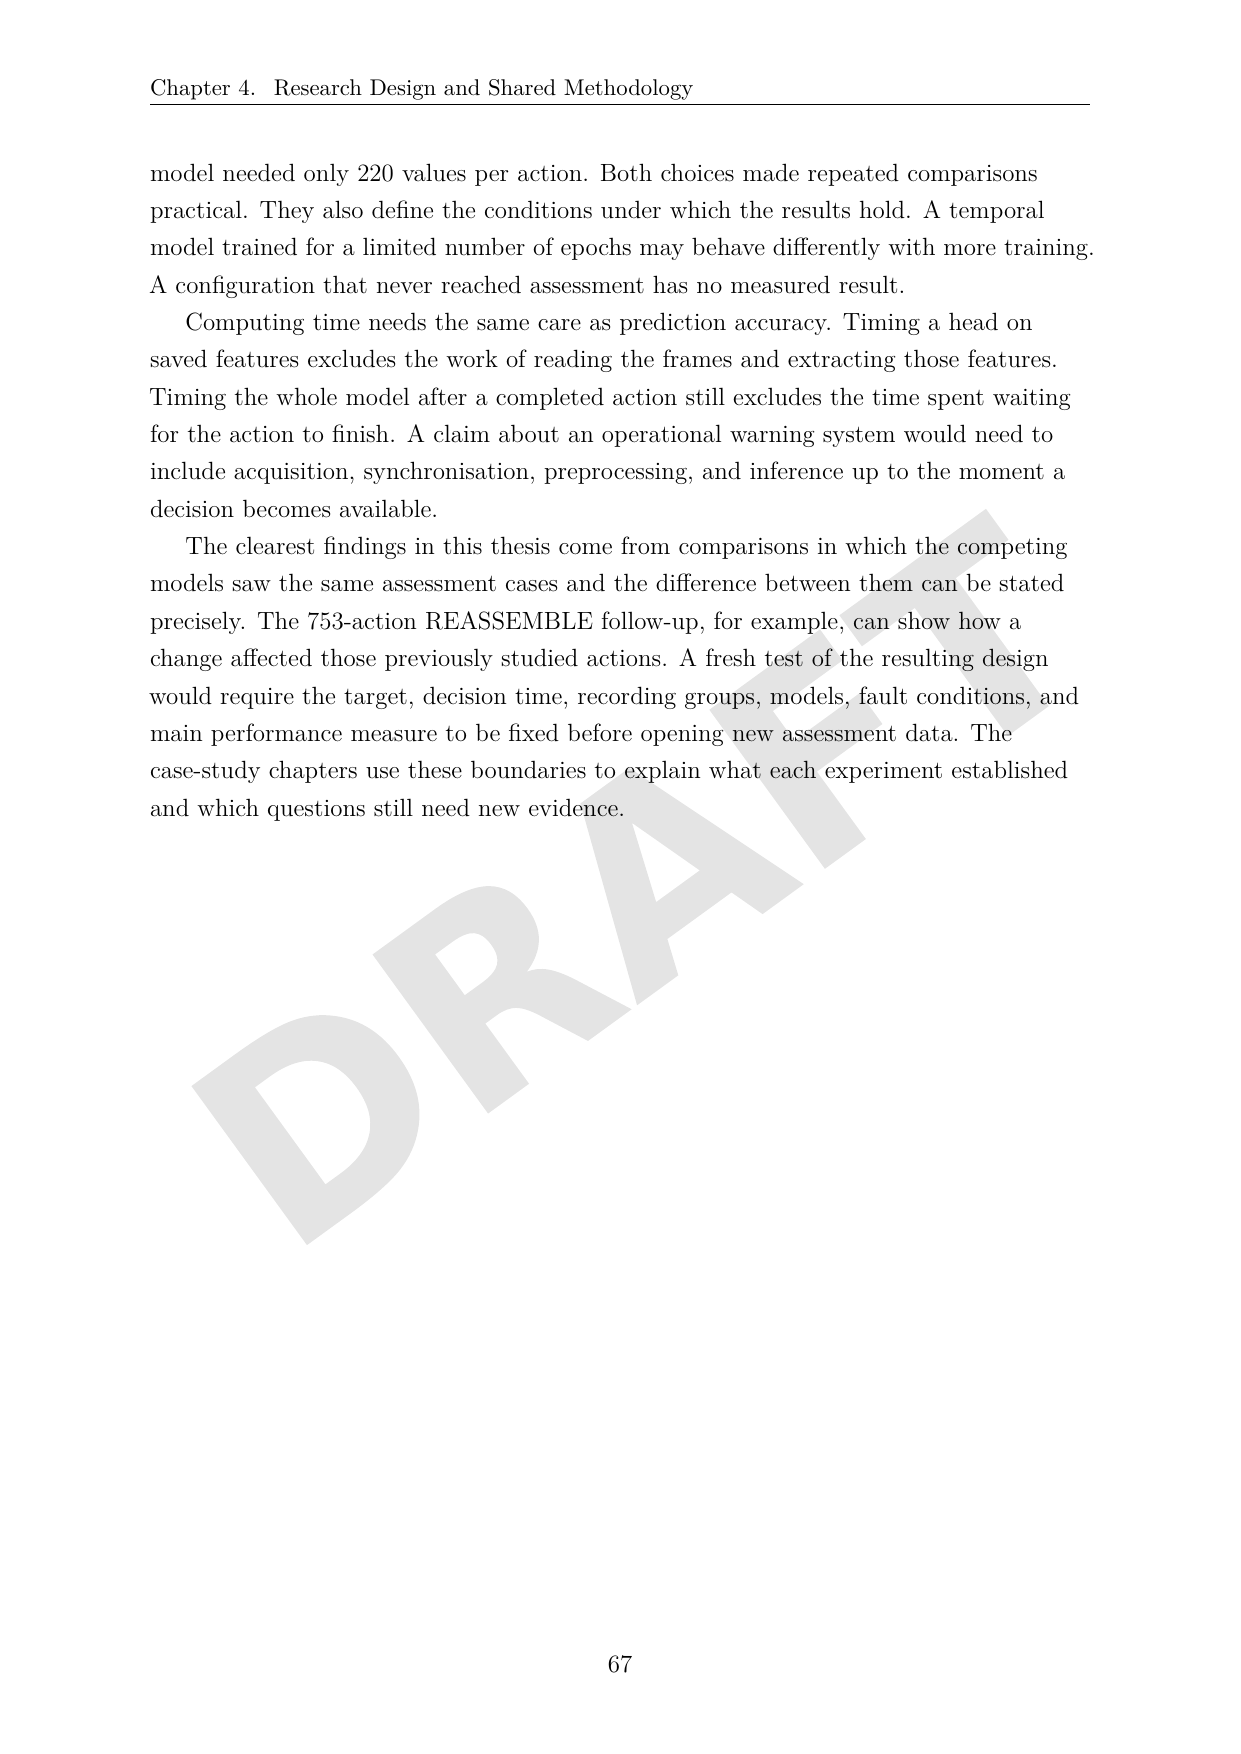 Chapter 4. Research Design and Shared Methodology
model needed only 220 values per action. Both choices made repeated comparisons
practical. They also define the conditions under which the results hold. A temporal
model trained for a limited number of epochs may behave differently with more training.
A configuration that never reached assessment has no measured result.
Computing time needs the same care as prediction accuracy. Timing a head on
saved features excludes the work of reading the frames and extracting those features.
Timing the whole model after a completed action still excludes the time spent waiting
for the action to finish. A claim about an operational warning system would need to
include acquisition, synchronisation, preprocessing, and inference up to the moment a
decision becomes available.
The clearest findings in this thesis come from comparisons in which the competing
models saw the same assessment cases and the difference between them can be stated
precisely. The 753-action REASSEMBLE follow-up, for example, can show how a
change affected those previously studied actions. A fresh test of the resulting design
would require the target, decision time, recording groups, models, fault conditions, and
main performance measure to be fixed before opening new assessment data. The
case-study chapters use these boundaries to explain what each experiment established
and which questions still need new evidence.
DRAFT
67